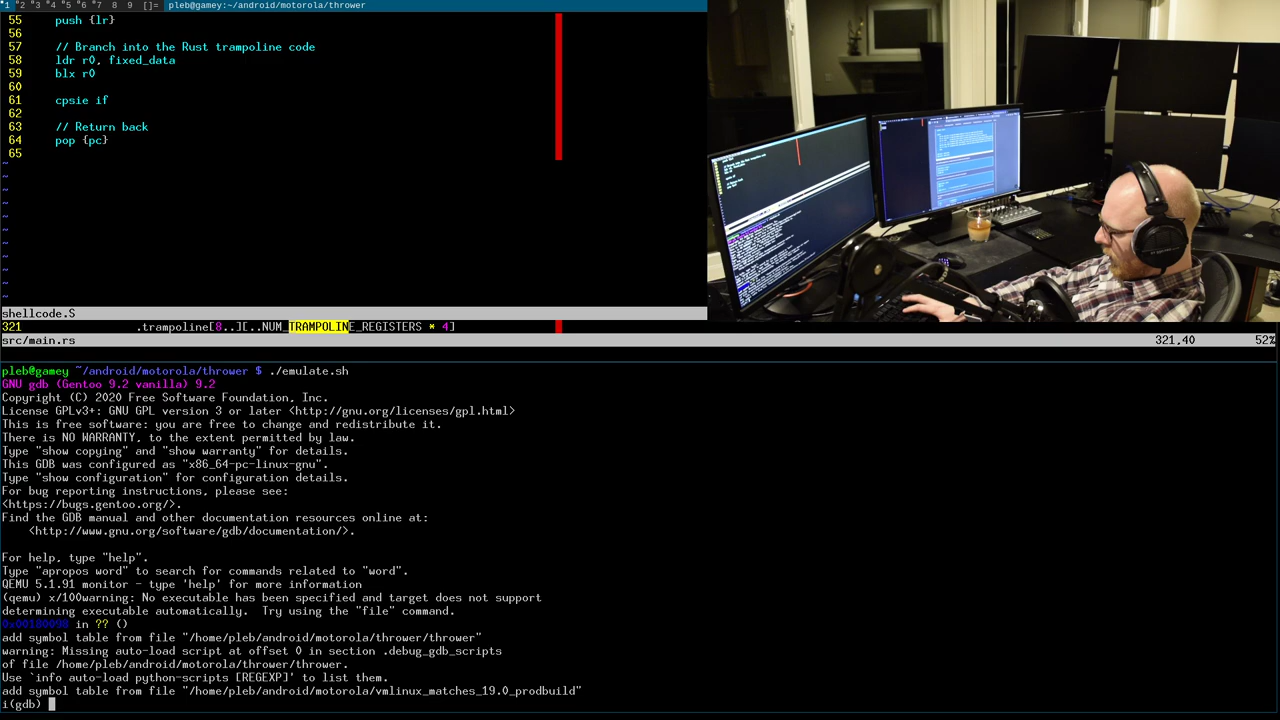 1 2 3 4 5 6 7 8 9 []= pleb@gamey:~/android/motorola/thrower
55 push {lr}
56
57 // Branch into the Rust trampoline code
58 ldr r0, fixed_data
59 blx r0
60
61 cpsie if
62
63 // Return back
64 pop {pc}
65
~
~
~
~
~
~
~
~
~
~
~
shellcode.S
321 .trampoline[8..][..NUM_TRAMPOLINE_REGISTERS * 4]
src/main.rs 321,40 52%
pleb@gamey ~/android/motorola/thrower $ ./emulate.sh
GNU gdb (Gentoo 9.2 vanilla) 9.2
Copyright (C) 2020 Free Software Foundation, Inc.
License GPLv3+: GNU GPL version 3 or later <http://gnu.org/licenses/gpl.html>
This is free software: you are free to change and redistribute it.
There is NO WARRANTY, to the extent permitted by law.
Type "show copying" and "show warranty" for details.
This GDB was configured as "x86_64-pc-linux-gnu".
Type "show configuration" for configuration details.
For bug reporting instructions, please see:
<https://bugs.gentoo.org/>.
Find the GDB manual and other documentation resources online at:
<http://www.gnu.org/software/gdb/documentation/>.
For help, type "help".
Type "apropos word" to search for commands related to "word".
QEMU 5.1.91 monitor - type 'help' for more information
(qemu) x/100warning: No executable has been specified and target does not support
determining executable automatically. Try using the "file" command.
0x00180098 in ?? ()
add symbol table from file "/home/pleb/android/motorola/thrower/thrower"
warning: Missing auto-load script at offset 0 in section .debug_gdb_scripts
of file /home/pleb/android/motorola/thrower/thrower.
Use `info auto-load python-scripts [REGEXP]' to list them.
add symbol table from file "/home/pleb/android/motorola/vmlinux_matches_19.0_prodbuild"
i(gdb)